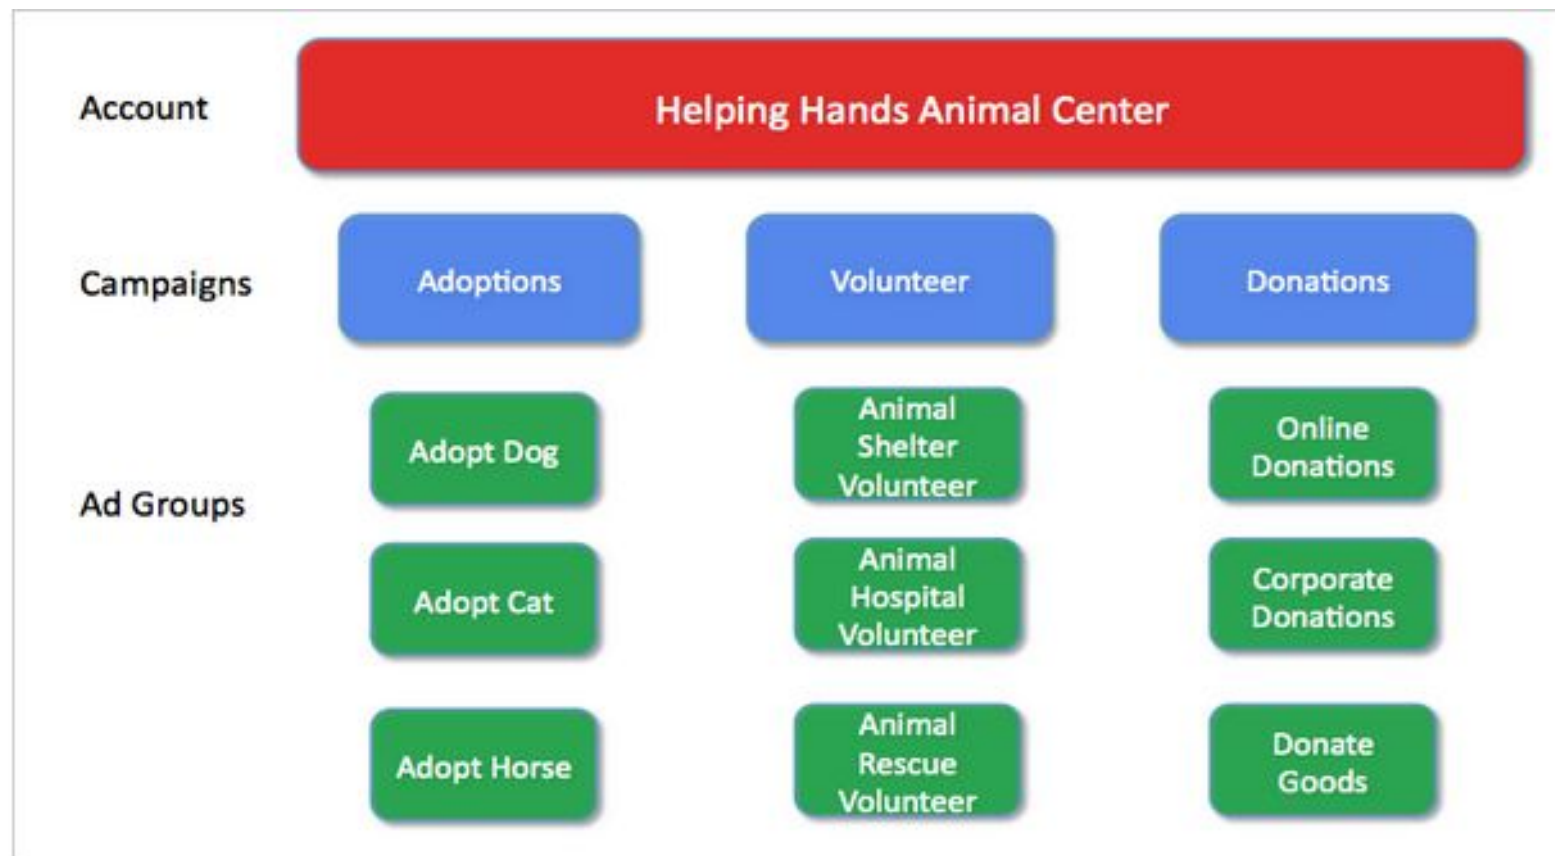 Account
Helping Hands Animal Center
Campaigns
Adoptions
Volunteer
Donations
Ad Groups
Adopt Dog
Animal
Shelter
Volunteer
Online
Donations
Adopt Cat
Animal
Hospital
Volunteer
Corporate
Donations
Adopt Horse
Animal
Rescue
Volunteer
Donate
Goods